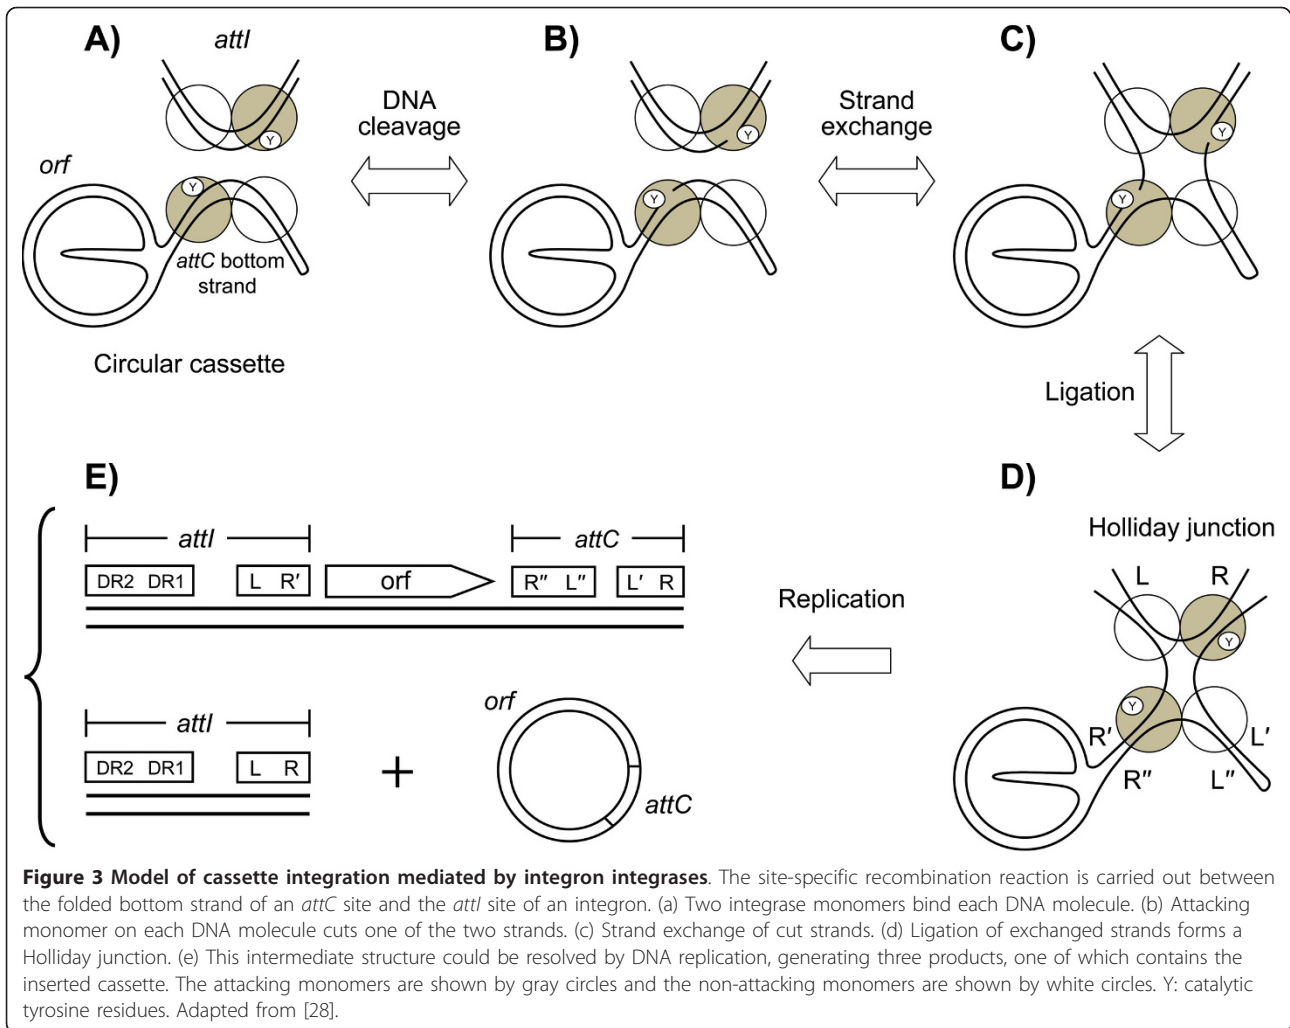 A)
attI
DNA
cleavage
B)
Strand
exchange
C)
orf
Y
Y
attC bottom
strand
Circular cassette
Y
Y
Y
Y
Ligation
E)
attI
attC
DR2 DR1
L R′
orf
R″ L″
L′ R
attI
DR2 DR1
L R
+
orf
attC
Replication
D)
Holliday junction
L
R
Y
Y
R′
R″
L′
L″
Figure 3 Model of cassette integration mediated by integron integrases. The site-specific recombination reaction is carried out between
the folded bottom strand of an attC site and the attI site of an integron. (a) Two integrase monomers bind each DNA molecule. (b) Attacking
monomer on each DNA molecule cuts one of the two strands. (c) Strand exchange of cut strands. (d) Ligation of exchanged strands forms a
Holliday junction. (e) This intermediate structure could be resolved by DNA replication, generating three products, one of which contains the
inserted cassette. The attacking monomers are shown by gray circles and the non-attacking monomers are shown by white circles. Y: catalytic
tyrosine residues. Adapted from [28].